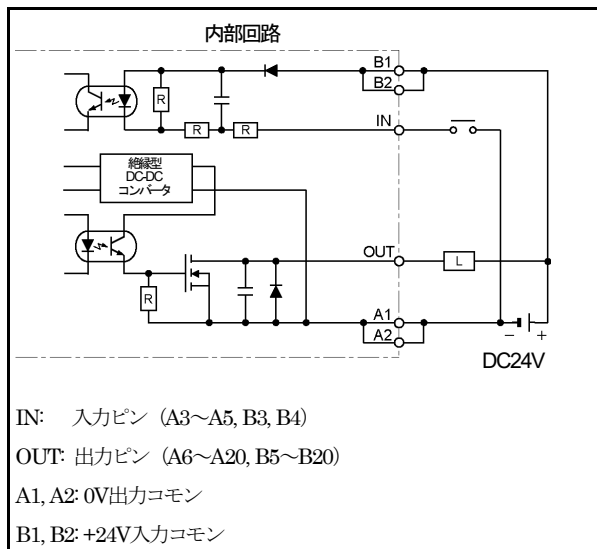 内部回路
B1
B2
R
IN
R
R
絶縁型
DC-DC
コンバータ
OUT
L
R
A1
A2
− +
DC24V
IN: 入力ピン (A3～A5, B3, B4)
OUT: 出力ピン (A6～A20, B5～B20)
A1, A2: 0V出力コモン
B1, B2: +24V入力コモン